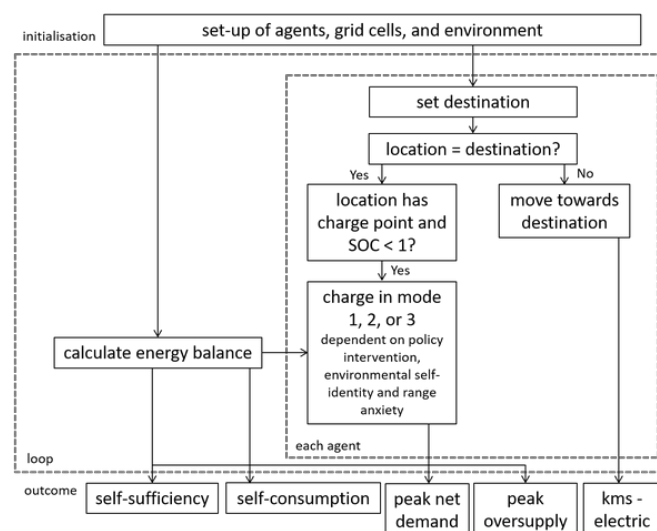 initialisation
set-up of agents, grid cells, and environment
set destination
location = destination?
Yes
No
location has
charge point and
SOC < 1?
move towards
destination
Yes
charge in mode
1, 2, or 3
dependent on policy
intervention,
environmental self-
identity and range
anxiety
calculate energy balance
each agent
loop
outcome
self-sufficiency
self-consumption
peak net
demand
peak
oversupply
kms -
electric